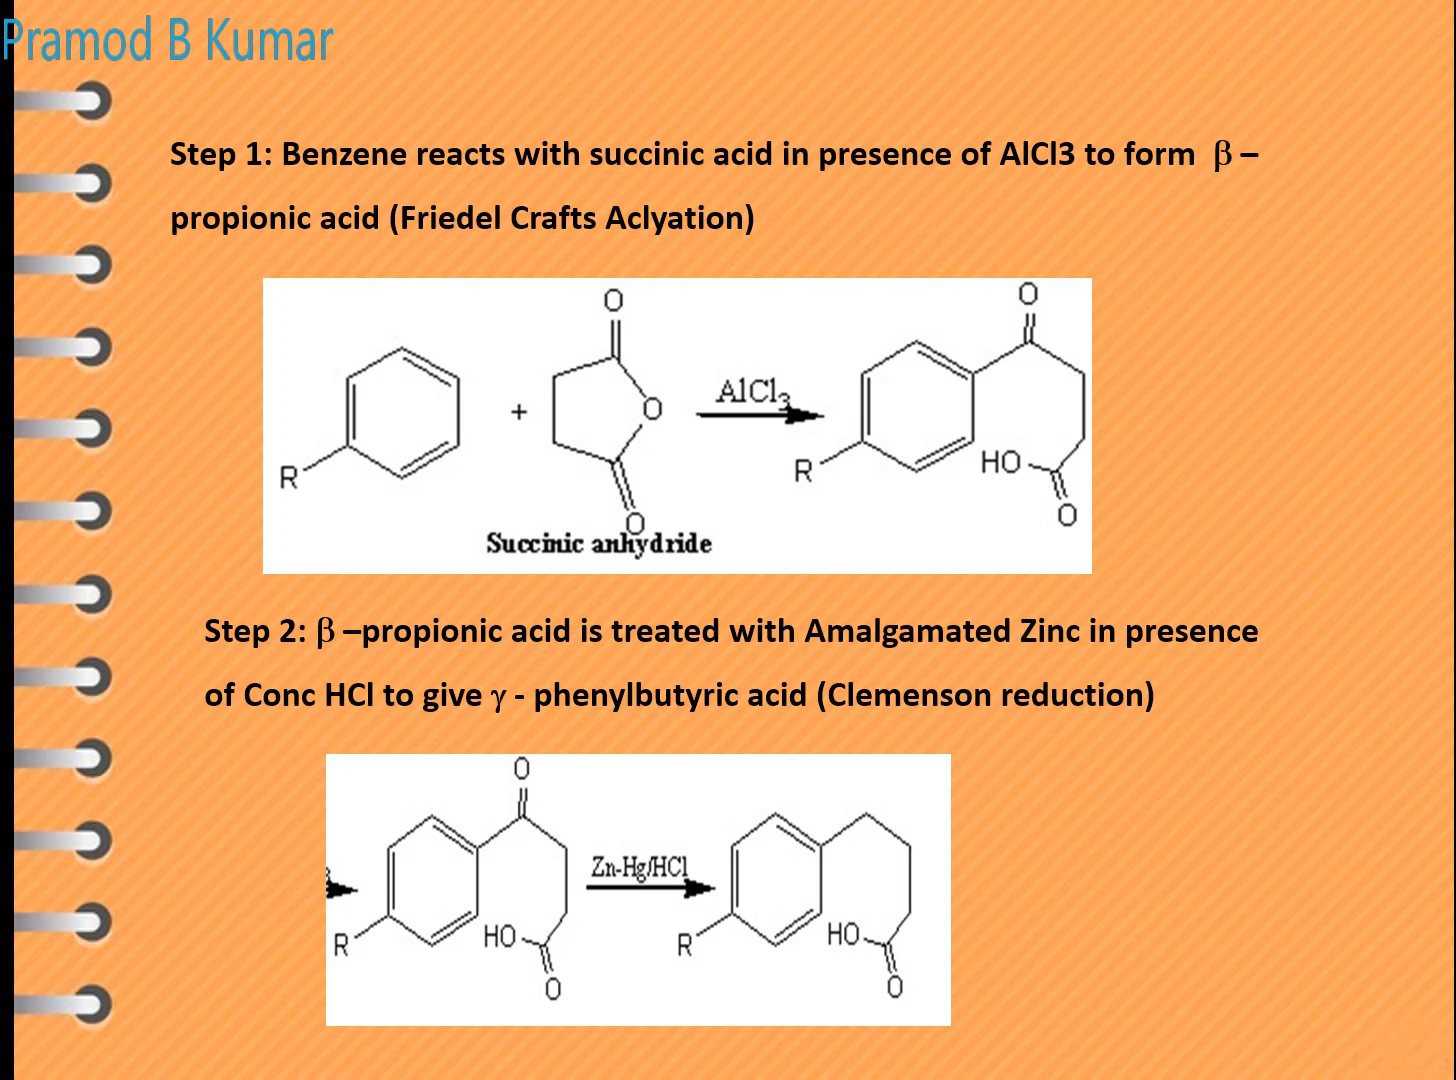 Pramod B Kumar
Step 1: Benzene reacts with succinic acid in presence of AlCl3 to form β –
propionic acid (Friedel Crafts Aclyation)
O
O
+
O
AlCl3
R
R
HO
O
O
Succinic anhydride
Step 2: β –propionic acid is treated with Amalgamated Zinc in presence
of Conc HCl to give γ - phenylbutyric acid (Clemenson reduction)
O
Zn-Hg/HCl
R
HO
R
HO
O
O